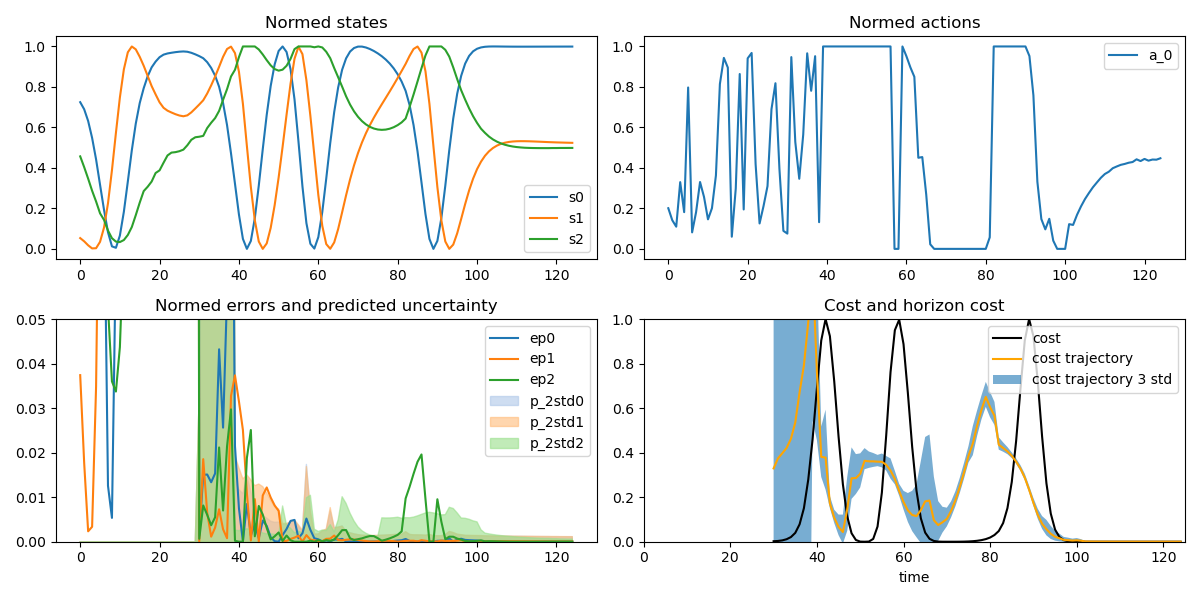 Normed states
1.0
0.8
0.6
0.4
0.2
0.0
s0
s1
s2
0 20 40 60 80 100 120
Normed actions
1.0
0.8
0.6
0.4
0.2
0.0
a_0
0 20 40 60 80 100 120
Normed errors and predicted uncertainty
0.05
0.04
0.03
0.02
0.01
0.00
ep0
ep1
ep2
p_2std0
p_2std1
p_2std2
0 20 40 60 80 100 120
Cost and horizon cost
1.0
0.8
0.6
0.4
0.2
0.0
cost
cost trajectory
cost trajectory 3 std
0 20 40 60 80 100 120
time